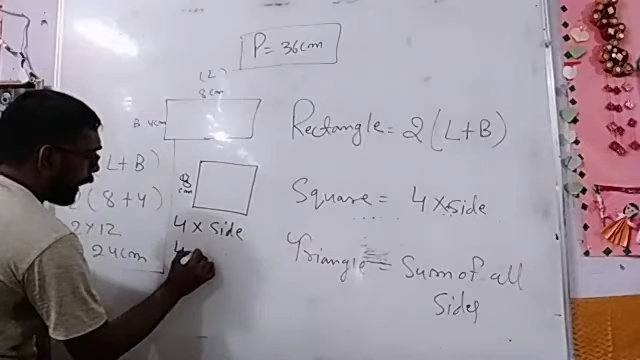 P = 36cm
(L)
8cm
B 4cm
L + B)
(8 + 4)
2 x 12
24cm
8
cm
4 x side
4
Rectangle = 2(L+B)
Square = 4 x side
Triangle = Sum of all
Sides